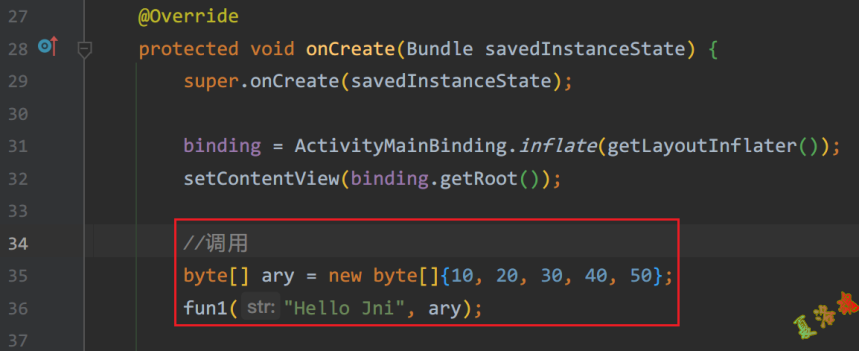 27 @Override
28 protected void onCreate(Bundle savedInstanceState) {
29 super.onCreate(savedInstanceState);
30
31 binding = ActivityMainBinding.inflate(getLayoutInflater());
32 setContentView(binding.getRoot());
33
34 //调用
35 byte[] ary = new byte[]{10, 20, 30, 40, 50};
36 fun1( str: "Hello Jni", ary);
37